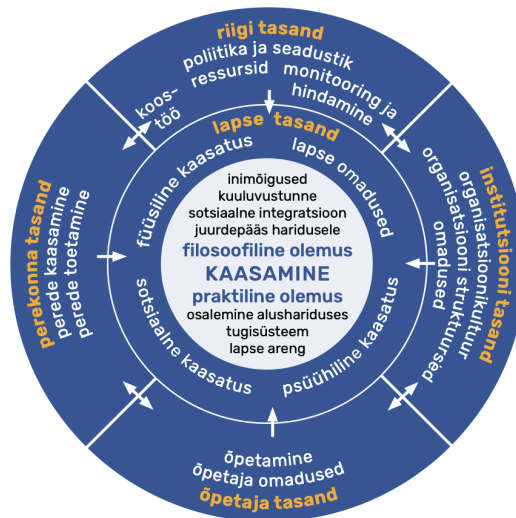 riigi tasand
poliitika ja seadustik
ressursid
koos-
töö
monitooring ja
hindamine
lapse tasand
füüsiline kaasatus
lapse omadused
sotsiaalne kaasatus
psüühiline kaasatus
inimõigused
kuuluvustunne
sotsiaalne integratsioon
juurdepääs haridusele
filosoofiline olemus
KAASAMINE
praktiline olemus
osalemine alushariduses
tugisüsteem
lapse areng
perekonna tasand
perede kaasamine
perede toetamine
institutsiooni tasand
organisatsioonikultuur
organisatsiooni struktuursed
omadused
õpetamine
õpetaja omadused
õpetaja tasand